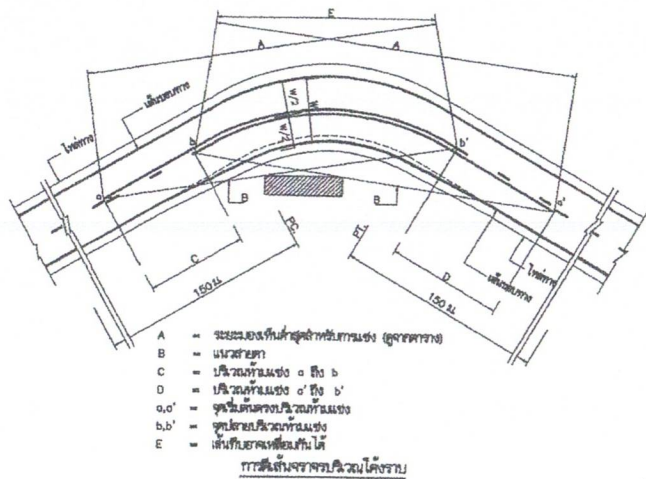 E
A
A
เส้นขอบทาง
ไหล่ทาง
W/2
W
W/2
b
b'
a
a'
B
B
P.C.
P.T.
C
D
150 ม
150 ม
ไหล่ทาง
เส้นขอบทาง
A = ระยะมองเห็นต่ำสุดสำหรับการแซง (ดูจากตาราง)
B = แนวสายตา
C = บริเวณห้ามแซง a ถึง b
D = บริเวณห้ามแซง a' ถึง b'
a,a' = จุดเริ่มต้นตรงบริเวณห้ามแซง
b,b' = จุดปลายบริเวณห้ามแซง
E = เส้นทึบอาจเหลื่อมกันได้
การตีเส้นจราจรบริเวณโค้งราบ